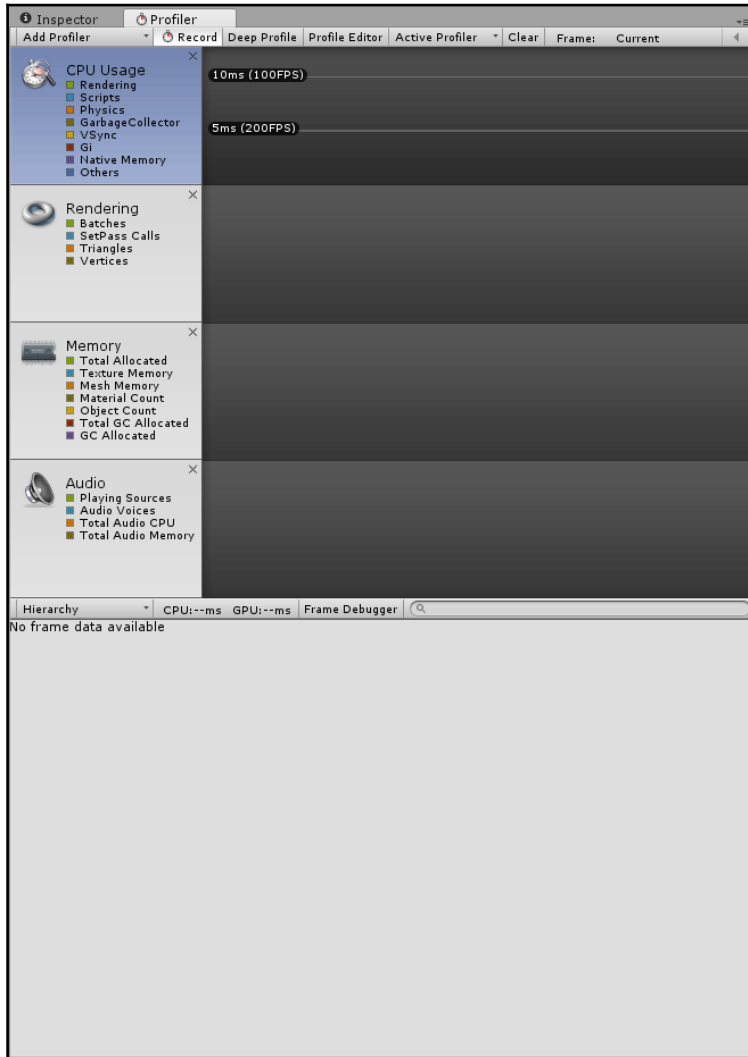 Inspector Profiler
Add Profiler Record Deep Profile Profile Editor Active Profiler Clear Frame: Current
CPU Usage
Rendering
Scripts
Physics
GarbageCollector
VSync
Gi
Native Memory
Others
10ms (100FPS)
5ms (200FPS)
Rendering
Batches
SetPass Calls
Triangles
Vertices
Memory
Total Allocated
Texture Memory
Mesh Memory
Material Count
Object Count
Total GC Allocated
GC Allocated
Audio
Playing Sources
Audio Voices
Total Audio CPU
Total Audio Memory
Hierarchy CPU:--ms GPU:--ms Frame Debugger
No frame data available